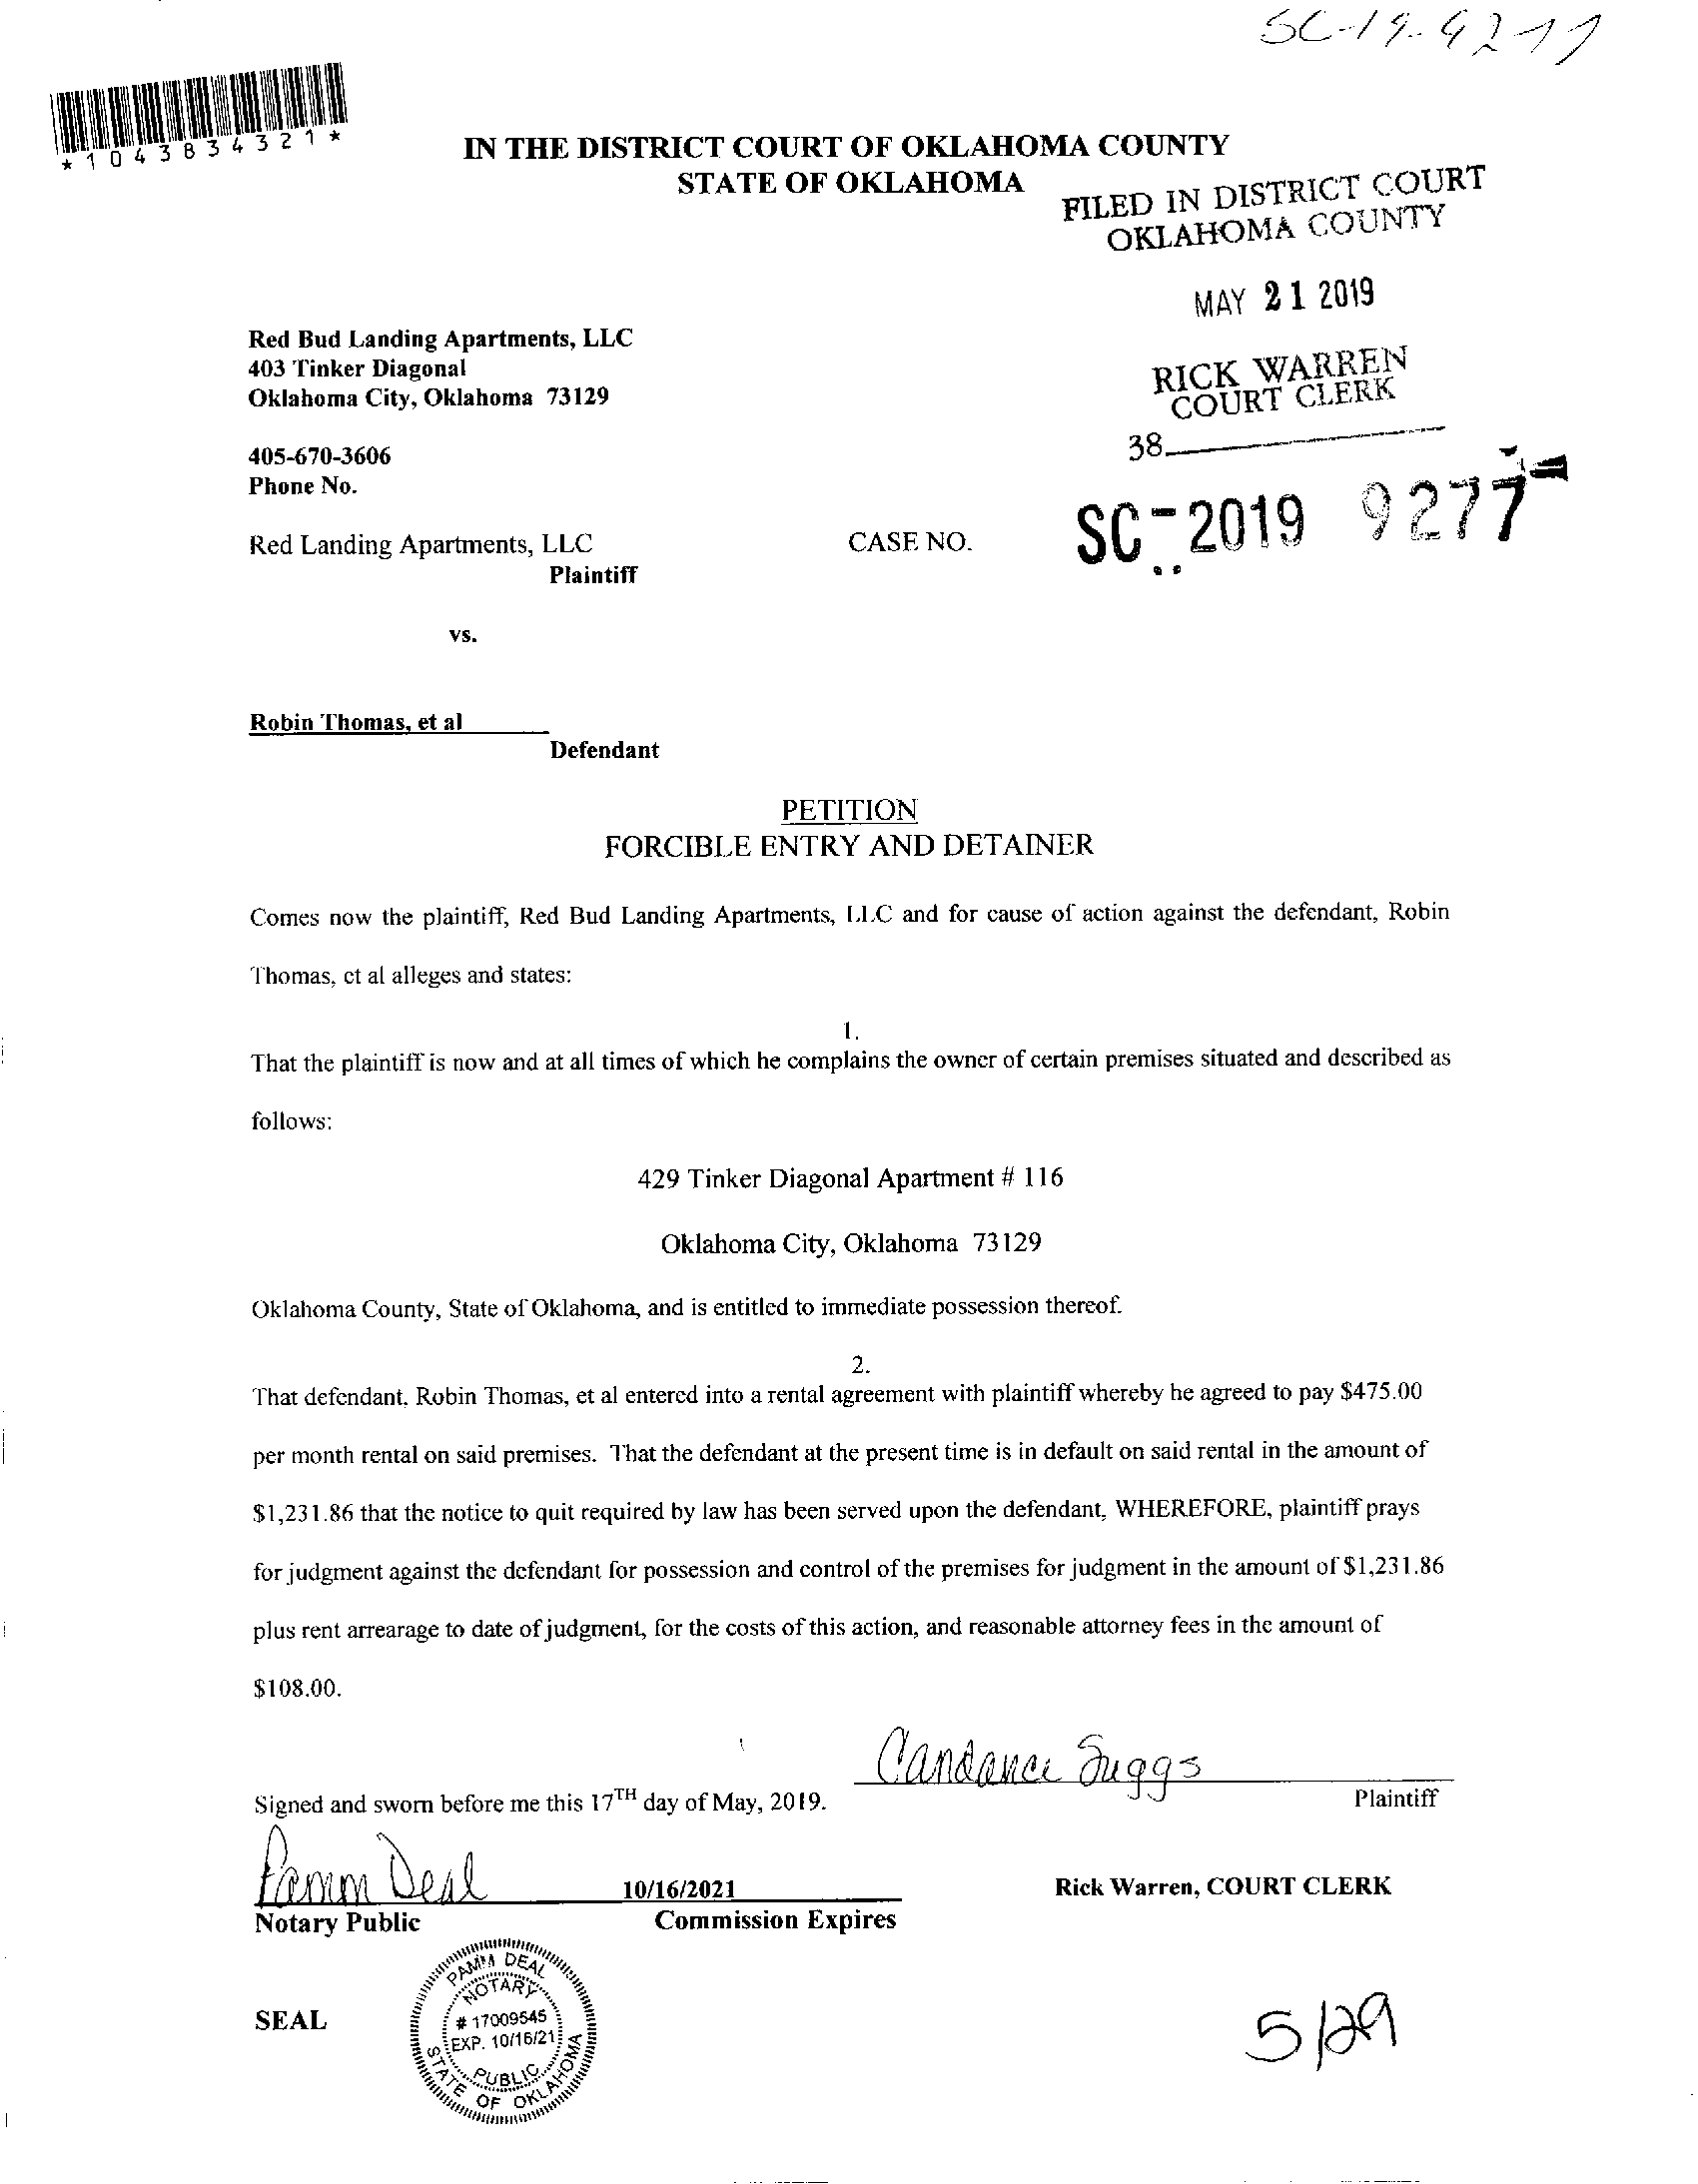 SC-19-9277
*1043834321*
IN THE DISTRICT COURT OF OKLAHOMA COUNTY
STATE OF OKLAHOMA
FILED IN DISTRICT COURT
OKLAHOMA COUNTY
MAY 21 2019
RICK WARREN
COURT CLERK
38
Red Bud Landing Apartments, LLC
403 Tinker Diagonal
Oklahoma City, Oklahoma 73129
405-670-3606
Phone No.
Red Landing Apartments, LLC
Plaintiff
CASE NO.
SC-2019 9277
vs.
Robin Thomas, et al
Defendant
PETITION
FORCIBLE ENTRY AND DETAINER
Comes now the plaintiff, Red Bud Landing Apartments, LLC and for cause of action against the defendant, Robin
Thomas, et al alleges and states:
1.
That the plaintiff is now and at all times of which he complains the owner of certain premises situated and described as
follows:
429 Tinker Diagonal Apartment # 116
Oklahoma City, Oklahoma 73129
Oklahoma County, State of Oklahoma, and is entitled to immediate possession thereof.
2.
That defendant, Robin Thomas, et al entered into a rental agreement with plaintiff whereby he agreed to pay $475.00
per month rental on said premises. That the defendant at the present time is in default on said rental in the amount of
$1,231.86 that the notice to quit required by law has been served upon the defendant, WHEREFORE, plaintiff prays
for judgment against the defendant for possession and control of the premises for judgment in the amount of $1,231.86
plus rent arrearage to date of judgment, for the costs of this action, and reasonable attorney fees in the amount of
$108.00.
Candance Suggs
Plaintiff
Signed and sworn before me this 17TH day of May, 2019.
Pamm Deal
10/16/2021
Notary Public
Commission Expires
Rick Warren, COURT CLERK
SEAL
PAMM DEAL
NOTARY
# 17009545
EXP. 10/16/21
PUBLIC
STATE OF OKLAHOMA
5/29